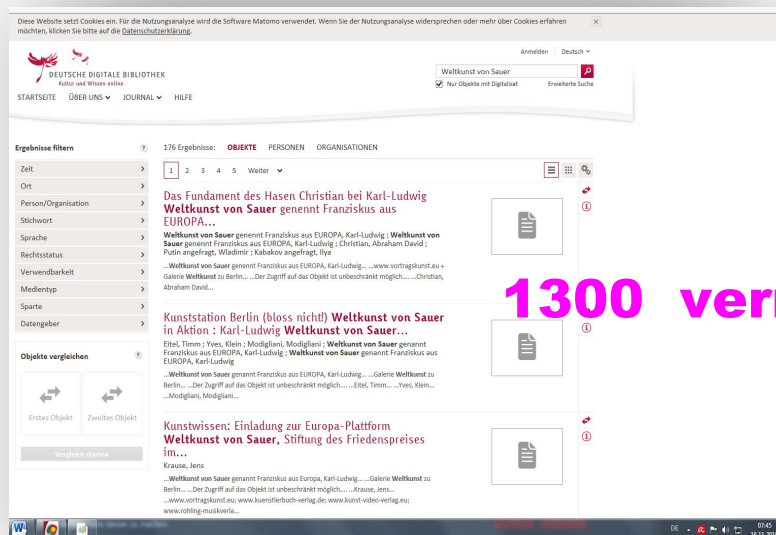 Diese Website setzt Cookies ein. Für die Nutzungsanalyse wird die Software Matomo verwendet. Wenn Sie der Nutzungsanalyse widersprechen oder mehr über Cookies erfahren
möchten, klicken Sie bitte auf die Datenschutzerklärung.
Anmelden Deutsch
DEUTSCHE DIGITALE BIBLIOTHEK
Kultur und Wissen online
Weltkunst von Sauer
Nur Objekte mit Digitalisat Erweiterte Suche
STARTSEITE ÜBER UNS JOURNAL HILFE
Ergebnisse filtern ?
Zeit
Ort
Person/Organisation
Stichwort
Sprache
Rechtsstatus
Verwendbarkeit
Medientyp
Sparte
Datengeber
Objekte vergleichen ?
Erstes Objekt Zweites Objekt
Vergleich starten
176 Ergebnisse: OBJEKTE PERSONEN ORGANISATIONEN
1 2 3 4 5 Weiter
Das Fundament des Hasen Christian bei Karl-Ludwig
Weltkunst von Sauer genannt Franziskus aus
EUROPA...
Weltkunst von Sauer genannt Franziskus aus EUROPA, Karl-Ludwig ; Weltkunst von
Sauer genannt Franziskus aus EUROPA, Karl-Ludwig ; Christian, Abraham David ;
Putin angefragt, Wladimir ; Kabakov angefragt, Ilya
...Weltkunst von Sauer genannt Franziskus aus EUROPA, Karl-Ludwig... ...www.vortragskunst.eu +
Galerie Weltkunst zu Berlin... ...Der Zugriff auf das Objekt ist unbeschränkt möglich.... ...Christian,
Abraham David...
1300 ver
Kunststation Berlin (bloss nicht!) Weltkunst von Sauer
in Aktion : Karl-Ludwig Weltkunst von Sauer...
Eitel, Timm ; Yves, Klein ; Modigliani, Modigliani ; Weltkunst von Sauer genannt
Franziskus aus EUROPA, Karl-Ludwig ; Weltkunst von Sauer genannt Franziskus aus
EUROPA, Karl-Ludwig
...Weltkunst von Sauer genannt Franziskus aus EUROPA, Karl-Ludwig... ...Galerie Weltkunst zu
Berlin... ...Der Zugriff auf das Objekt ist unbeschränkt möglich.... ...Eitel, Timm... ...Yves, Klein...
...Modigliani, Modigliani...
Kunstwissen: Einladung zur Europa-Plattform
Weltkunst von Sauer, Stiftung des Friedenspreises
im...
Krause, Jens
...Weltkunst von Sauer genannt Franziskus aus Europa, Karl-Ludwig... ...Galerie Weltkunst zu
Berlin... ...Der Zugriff auf das Objekt ist unbeschränkt möglich.... ...Krause, Jens...
...www.vortragskunst.eu; www.kuenstlerbuch-verlag.de; www.kunst-video-verlag.eu;
www.rohling-musikverla...
DE 07:45